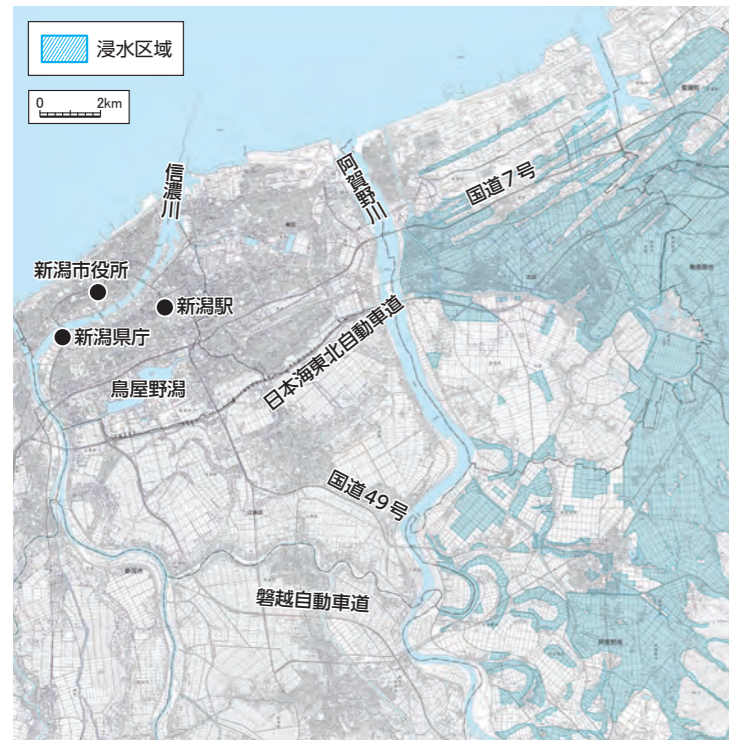 浸水区域
0 2km
信濃川
阿賀野川
国道7号
新潟市役所
新潟駅
新潟県庁
日本海東北自動車道
鳥屋野潟
国道49号
磐越自動車道